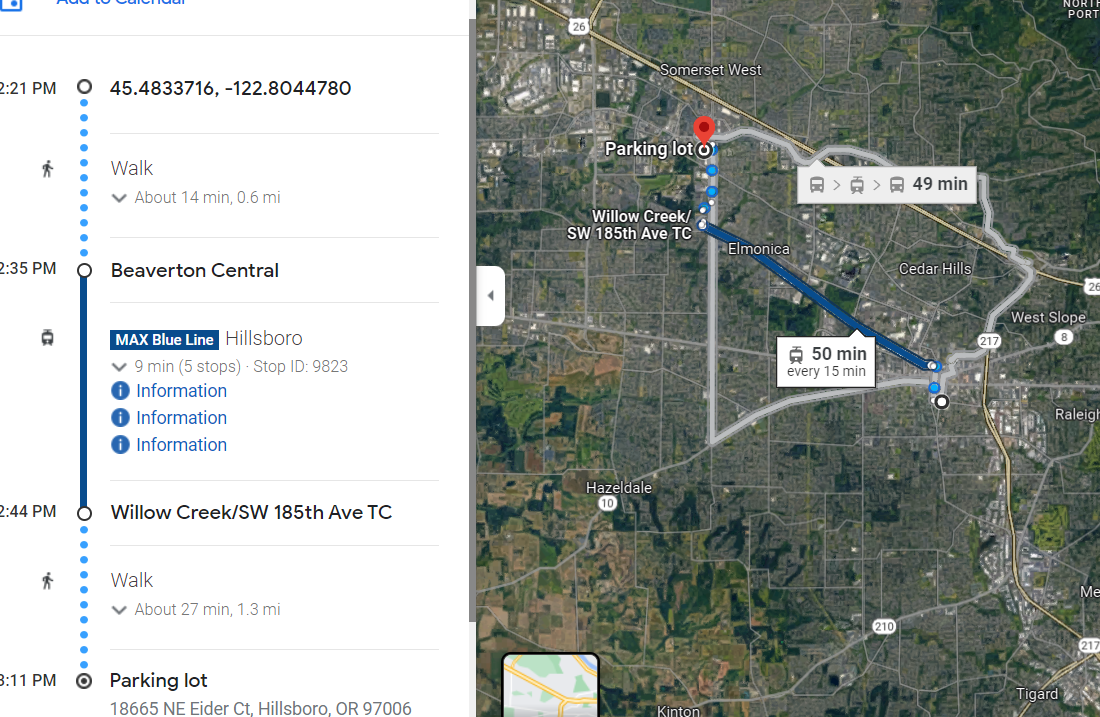 Add to Calendar
2:21 PM
45.4833716, -122.8044780
Walk
About 14 min, 0.6 mi
2:35 PM
Beaverton Central
MAX Blue Line Hillsboro
9 min (5 stops) · Stop ID: 9823
Information
Information
Information
2:44 PM
Willow Creek/SW 185th Ave TC
Walk
About 27 min, 1.3 mi
3:11 PM
Parking lot
18665 NE Eider Ct, Hillsboro, OR 97006
NORTH
PORT
26
Somerset West
Parking lot
49 min
Willow Creek/
SW 185th Ave TC
Elmonica
Cedar Hills
26
West Slope
217
8
50 min
every 15 min
Raleigh
Hazeldale
10
210
Me
217
Tigard
Kinton